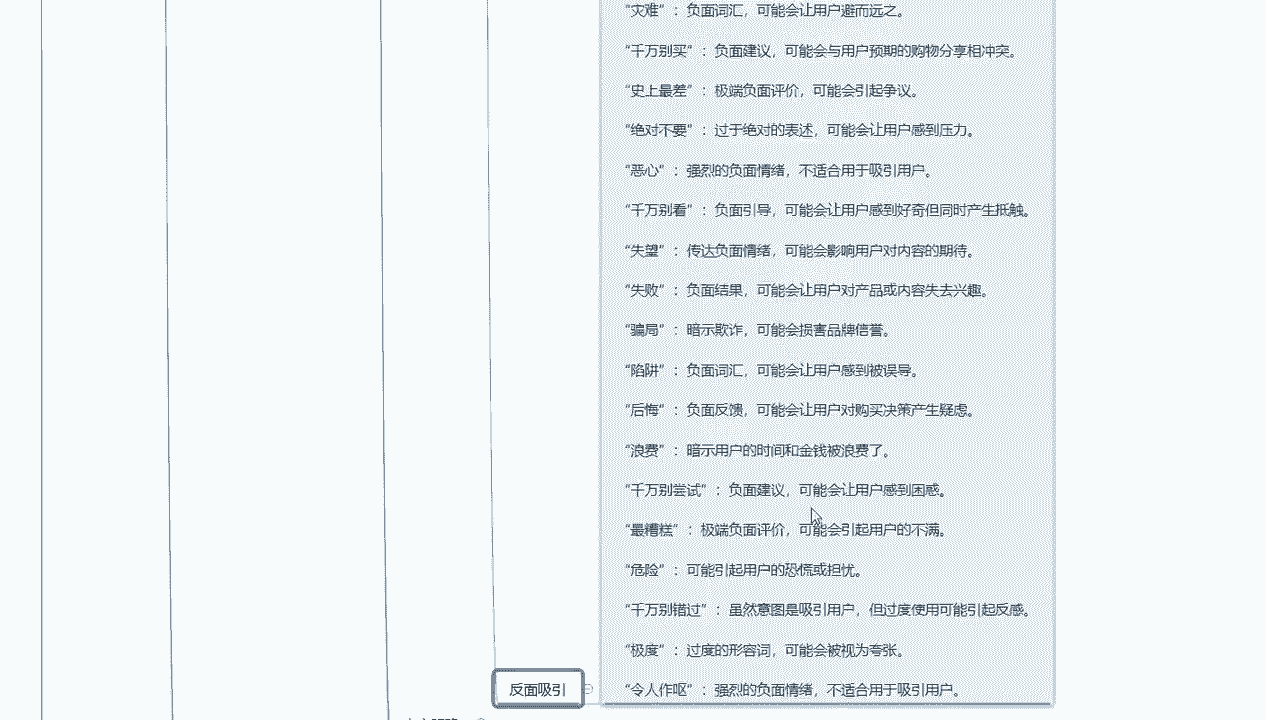 “灾难” ：负面词汇，可能会让用户避而远之。
“千万别买” ：负面建议，可能会与用户预期的购物分享相冲突。
“史上最差” ：极端负面评价，可能会引起争议。
“绝对不要” ：过于绝对的表述，可能会让用户感到压力。
“恶心” ：强烈的负面情绪，不适合用于吸引用户。
“千万别看” ：负面引导，可能会让用户感到好奇但同时产生抵触。
“失望” ：传达负面情绪，可能会影响用户对内容的期待。
“失败” ：负面结果，可能会让用户对产品或内容失去兴趣。
“骗局” ：暗示欺诈，可能会损害品牌信誉。
“陷阱” ：负面词汇，可能会让用户感到被误导。
“后悔” ：负面反馈，可能会让用户对购买决策产生疑虑。
“浪费” ：暗示用户的时间和金钱被浪费了。
“千万别尝试” ：负面建议，可能会让用户感到困惑。
“最糟糕” ：极端负面评价，可能会引起用户的不满。
“危险” ：可能引起用户的恐慌或担忧。
“千万别错过” ：虽然意图是吸引用户，但过度使用可能引起反感。
“极度” ：过度的形容词，可能会被视为夸张。
反面吸引
“令人作呕” ：强烈的负面情绪，不适合用于吸引用户。